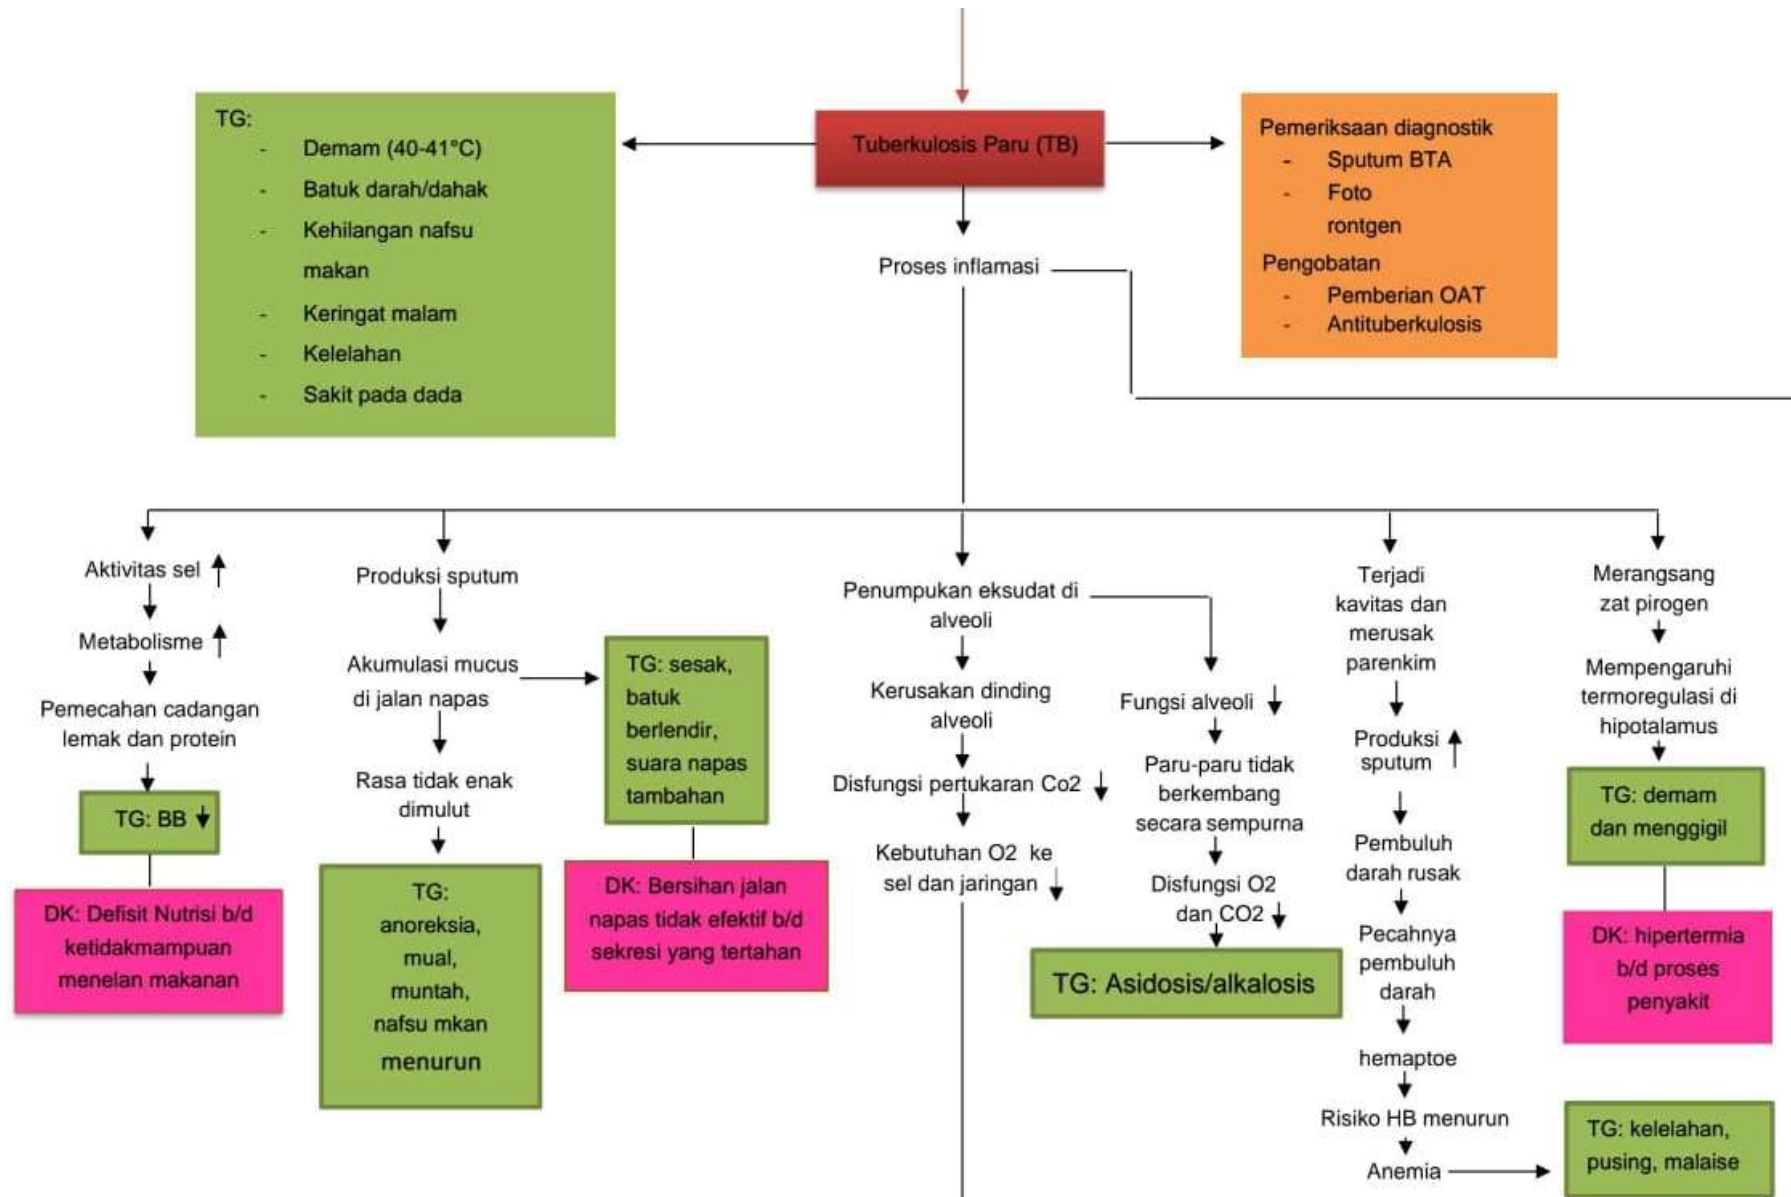 TG:
- Demam (40-41°C)
- Batuk darah/dahak
- Kehilangan nafsu
makan
- Keringat malam
- Kelelahan
- Sakit pada dada
Tuberkulosis Paru (TB)
Pemeriksaan diagnostik
- Sputum BTA
- Foto
rontgen
Pengobatan
- Pemberian OAT
- Antituberkulosis
Proses inflamasi
Aktivitas sel
Metabolisme
Pemecahan cadangan
lemak dan protein
TG: BB
DK: Defisit Nutrisi b/d
ketidakmampuan
menelan makanan
Produksi sputum
Akumulasi mucus
di jalan napas
Rasa tidak enak
dimulut
TG:
anoreksia,
mual,
muntah,
nafsu mkan
menurun
TG: sesak,
batuk
berlendir,
suara napas
tambahan
DK: Bersihan jalan
napas tidak efektif b/d
sekresi yang tertahan
Penumpukan eksudat di
alveoli
Kerusakan dinding
alveoli
Disfungsi pertukaran Co2
Kebutuhan O2 ke
sel dan jaringan
Fungsi alveoli
Paru-paru tidak
berkembang
secara sempurna
Disfungsi O2
dan CO2
TG: Asidosis/alkalosis
Terjadi
kavitas dan
merusak
parenkim
Produksi
sputum
Pembuluh
darah rusak
Pecahnya
pembuluh
darah
hemaptoe
Risiko HB menurun
Anemia
TG: kelelahan,
pusing, malaise
Merangsang
zat pirogen
Mempengaruhi
termoregulasi di
hipotalamus
TG: demam
dan menggigil
DK: hipertermia
b/d proses
penyakit